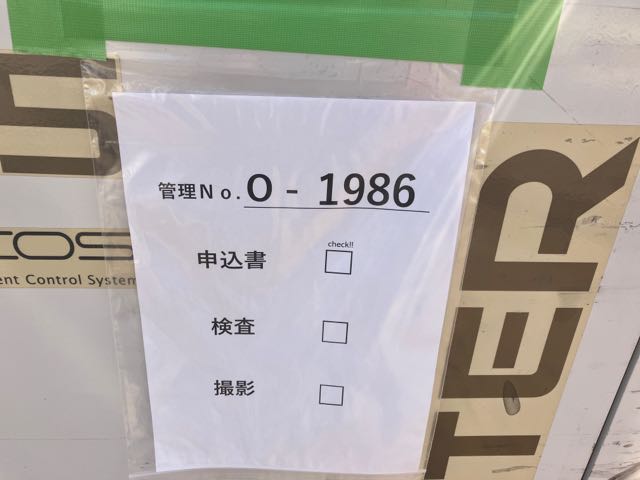 管理No. O - 1986
check!!
申込書
検査
撮影
COS
ent Control System
TER